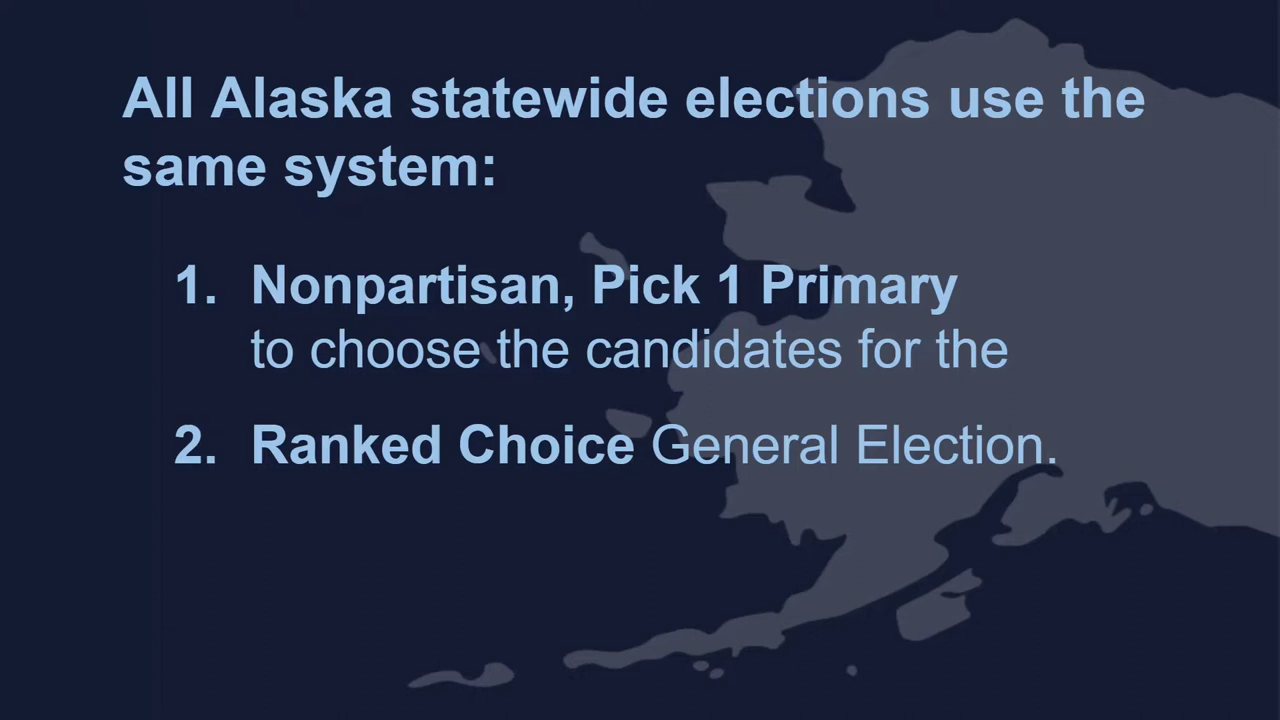 All Alaska statewide elections use the
same system:
1. Nonpartisan, Pick 1 Primary
to choose the candidates for the
2. Ranked Choice General Election.